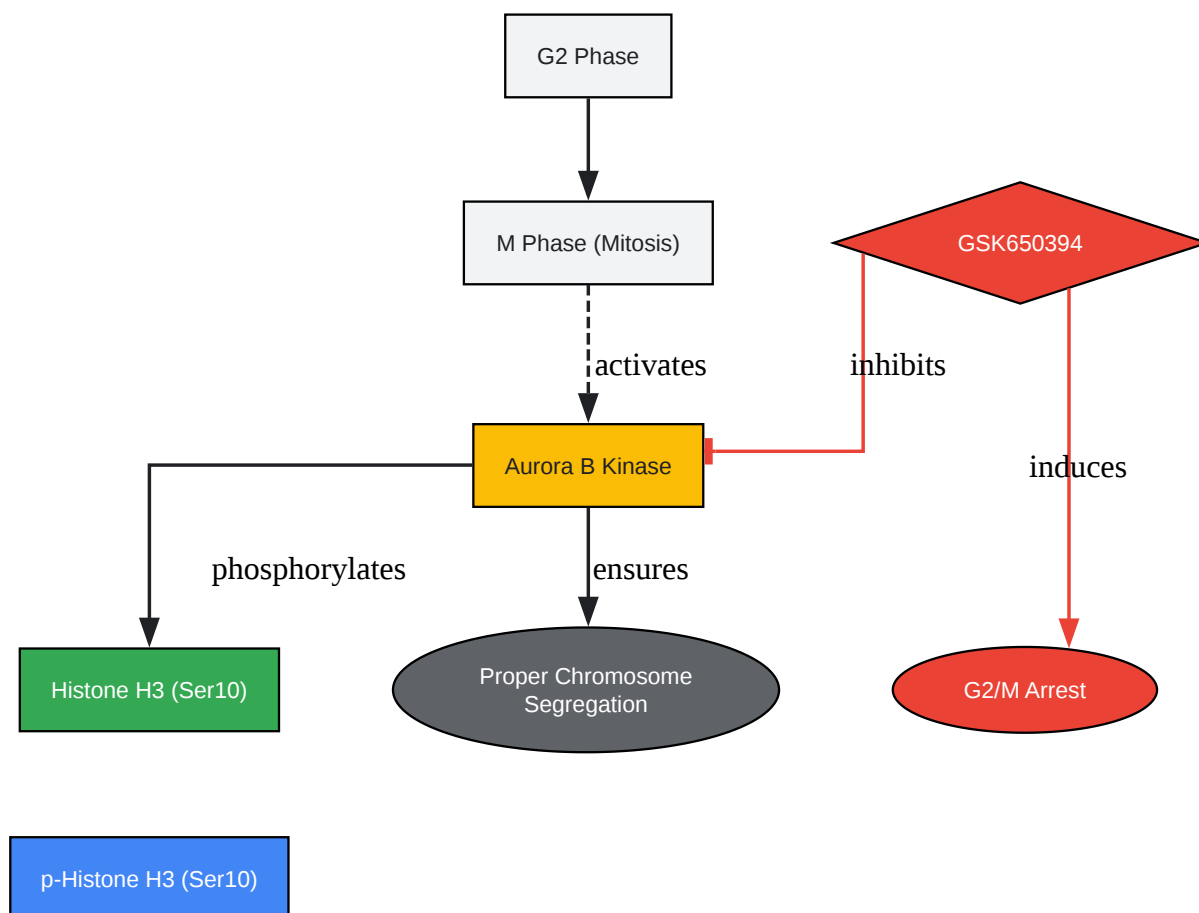 G2 Phase
M Phase (Mitosis)
GSK650394
activates
inhibits
Aurora B Kinase
induces
phosphorylates
ensures
Histone H3 (Ser10)
Proper Chromosome
Segregation
G2/M Arrest
p-Histone H3 (Ser10)